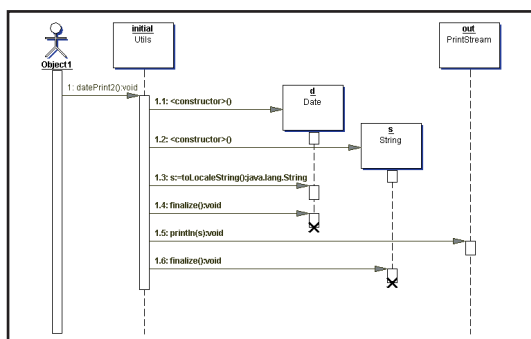 initial
Utils
out
PrintStream
Object1
1: datePrint2():void
1.1: <constructor>()
d
Date
1.2: <constructor>()
s
String
1.3: s:=toLocaleString():java.lang.String
1.4: finalize():void
1.5: println(s):void
1.6: finalize():void